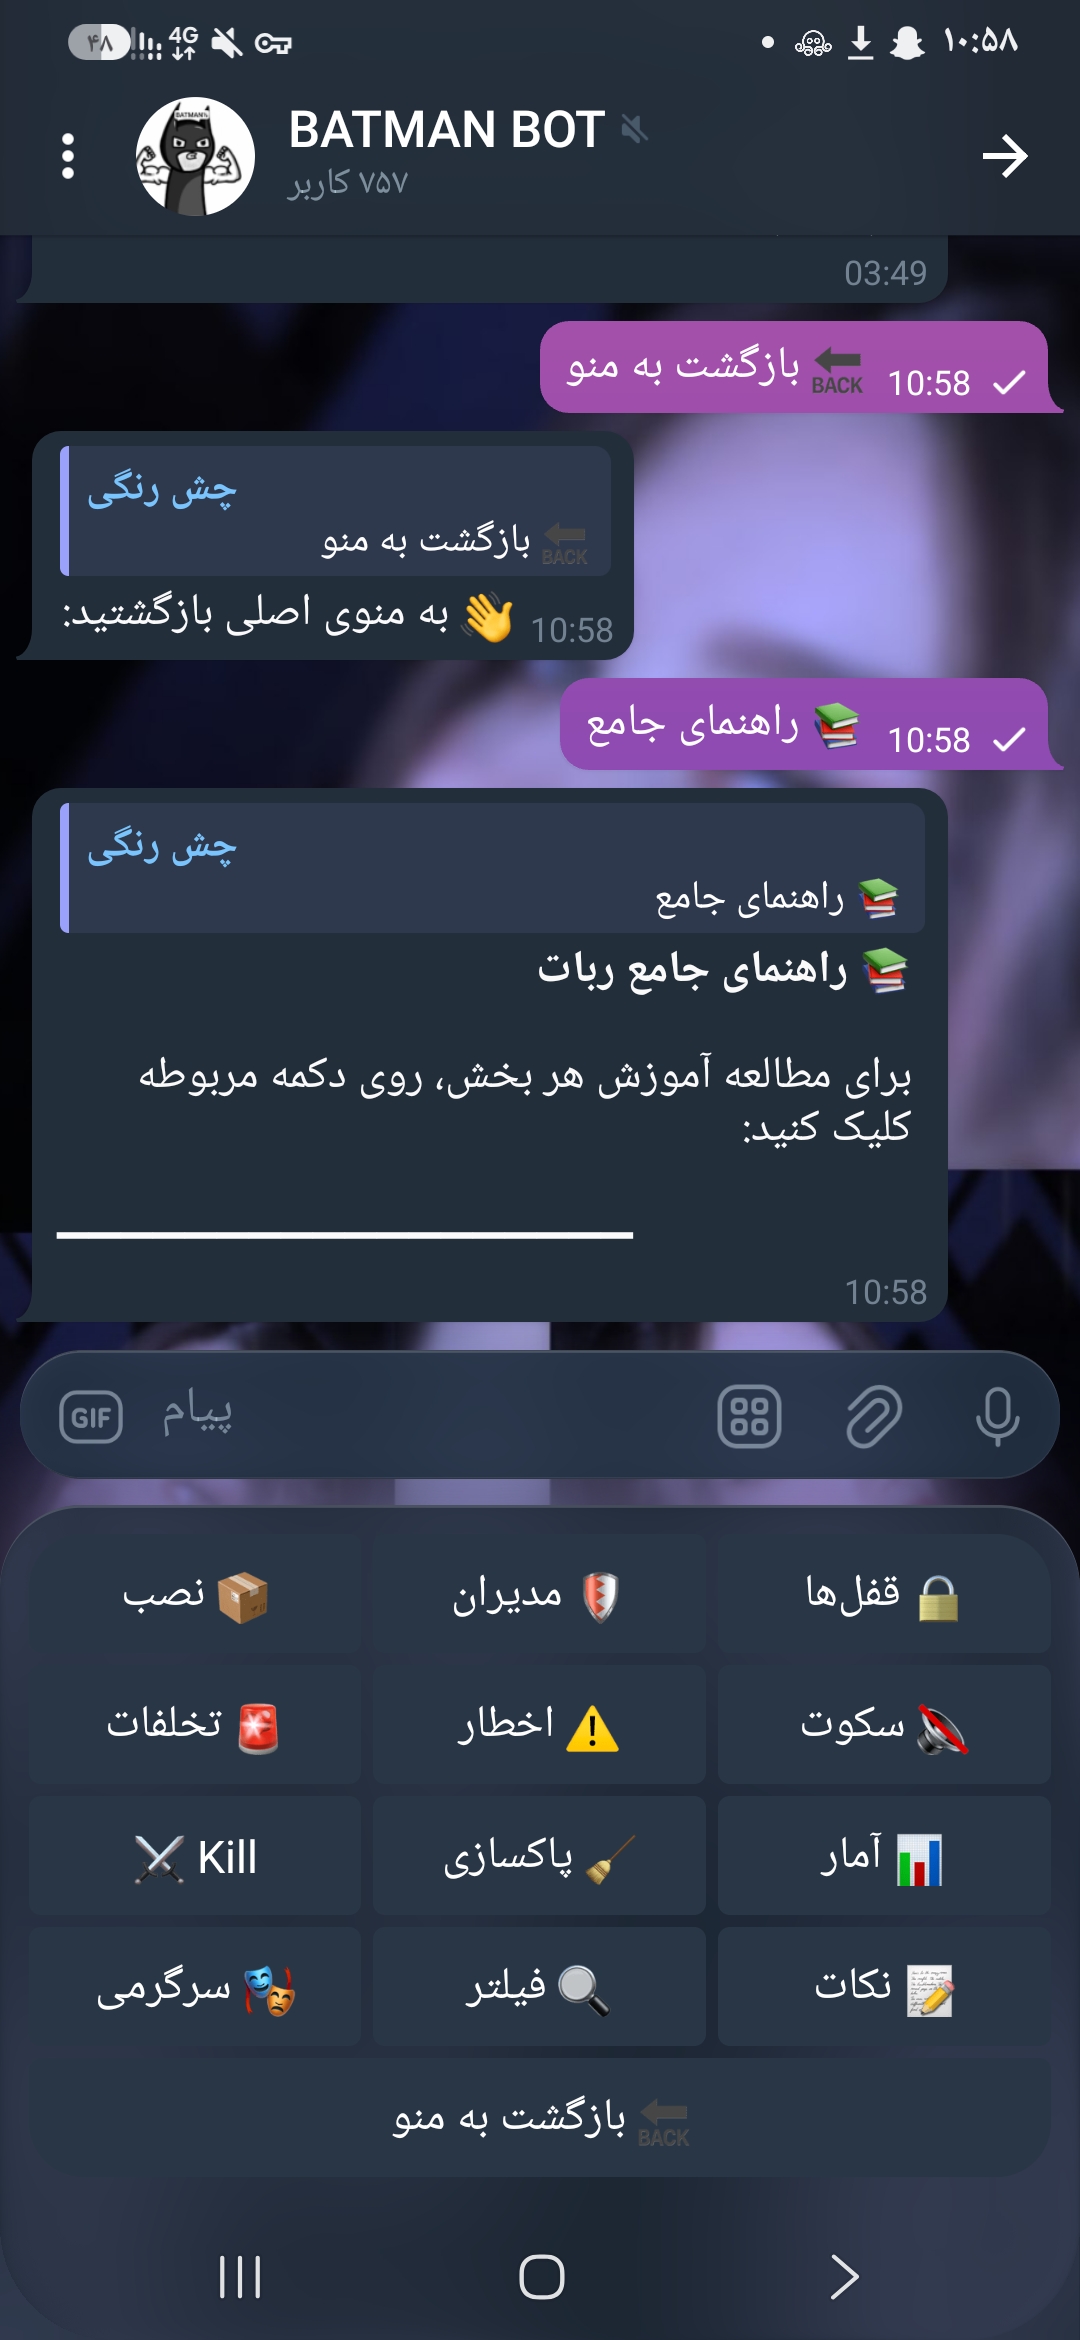 ۴۸ 4G ۱۰:۵۸
BATMAN BOT
۷۵۷ کاربر
03:49
🔙 بازگشت به منو 10:58
چش رنگی
🔙 بازگشت به منو
👋 به منوی اصلی بازگشتید: 10:58
📚 راهنمای جامع 10:58
چش رنگی
📚 راهنمای جامع
📚 راهنمای جامع ربات
برای مطالعه آموزش هر بخش، روی دکمه مربوطه
کلیک کنید:
10:58
GIF پیام
🔒 قفل‌ها
🛡 مدیران
📦 نصب
🔇 سکوت
⚠️ اخطار
🚨 تخلفات
📊 آمار
🧹 پاکسازی
⚔️ Kill
📝 نکات
🔍 فیلتر
🎭 سرگرمی
🔙 بازگشت به منو